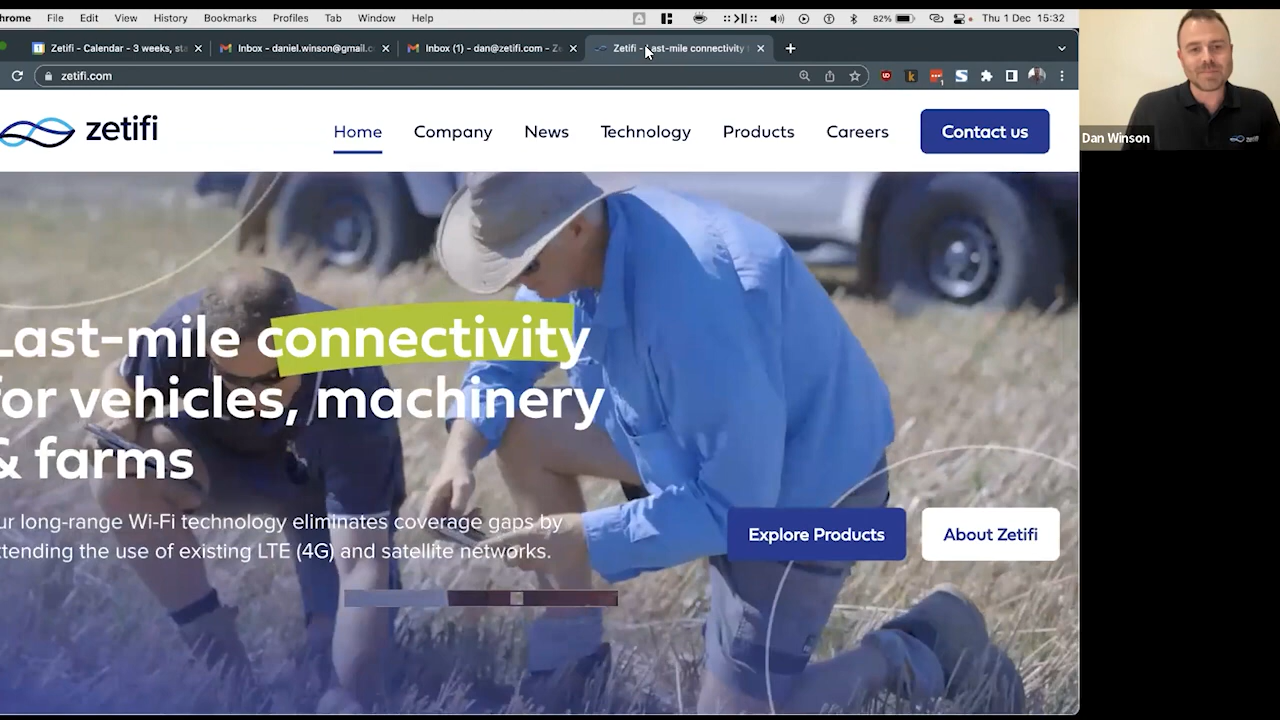 hrome File Edit View History Bookmarks Profiles Tab Window Help 82% Thu 1 Dec 15:32
Zetifi - Calendar - 3 weeks, sta
Inbox - daniel.winson@gmail.c
Inbox (1) - dan@zetifi.com - Ze
Zetifi - Last-mile connectivity
zetifi.com
zetifi
Home Company News Technology Products Careers Contact us
Dan Winson
zetifi
Last-mile connectivity
for vehicles, machinery
& farms
ur long-range Wi-Fi technology eliminates coverage gaps by
xtending the use of existing LTE (4G) and satellite networks.
Explore Products
About Zetifi